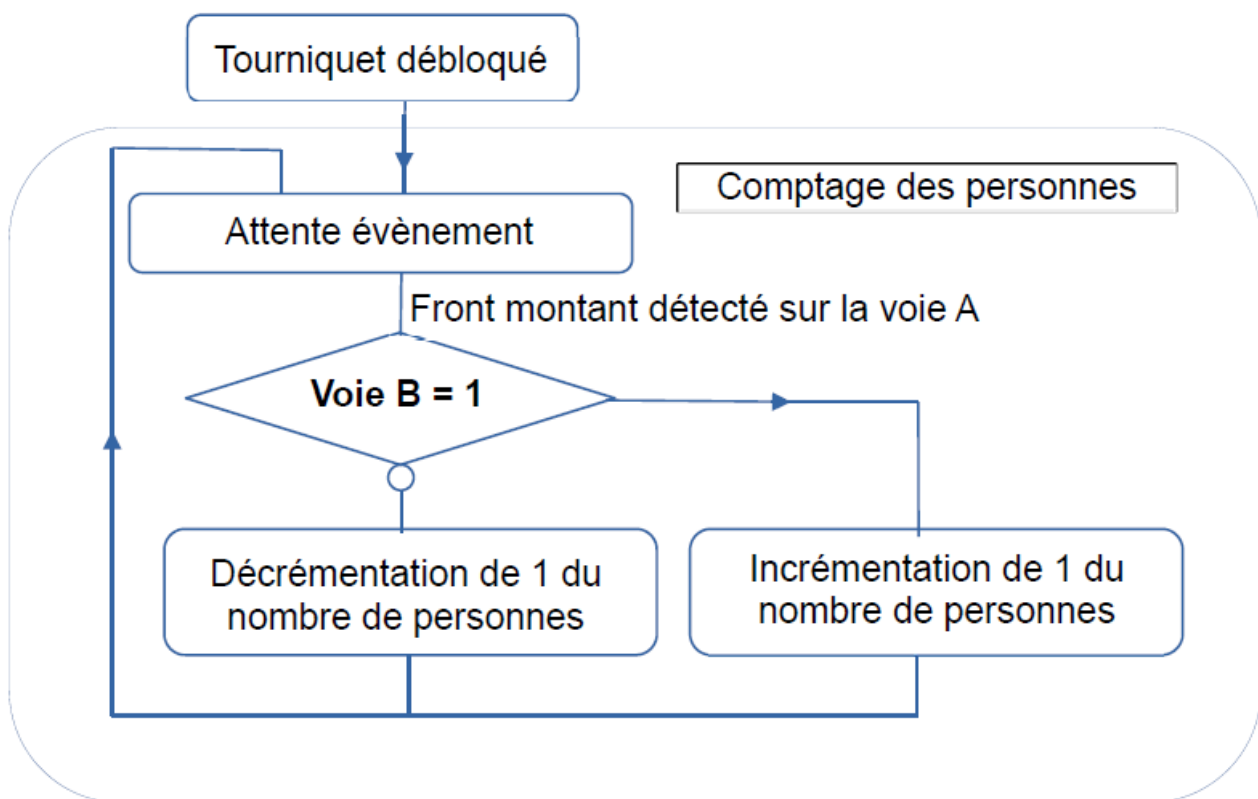 Tourniquet débloqué
Comptage des personnes
Attente évènement
Front montant détecté sur la voie A
Voie B = 1
Décrémentation de 1 du
nombre de personnes
Incrémentation de 1 du
nombre de personnes